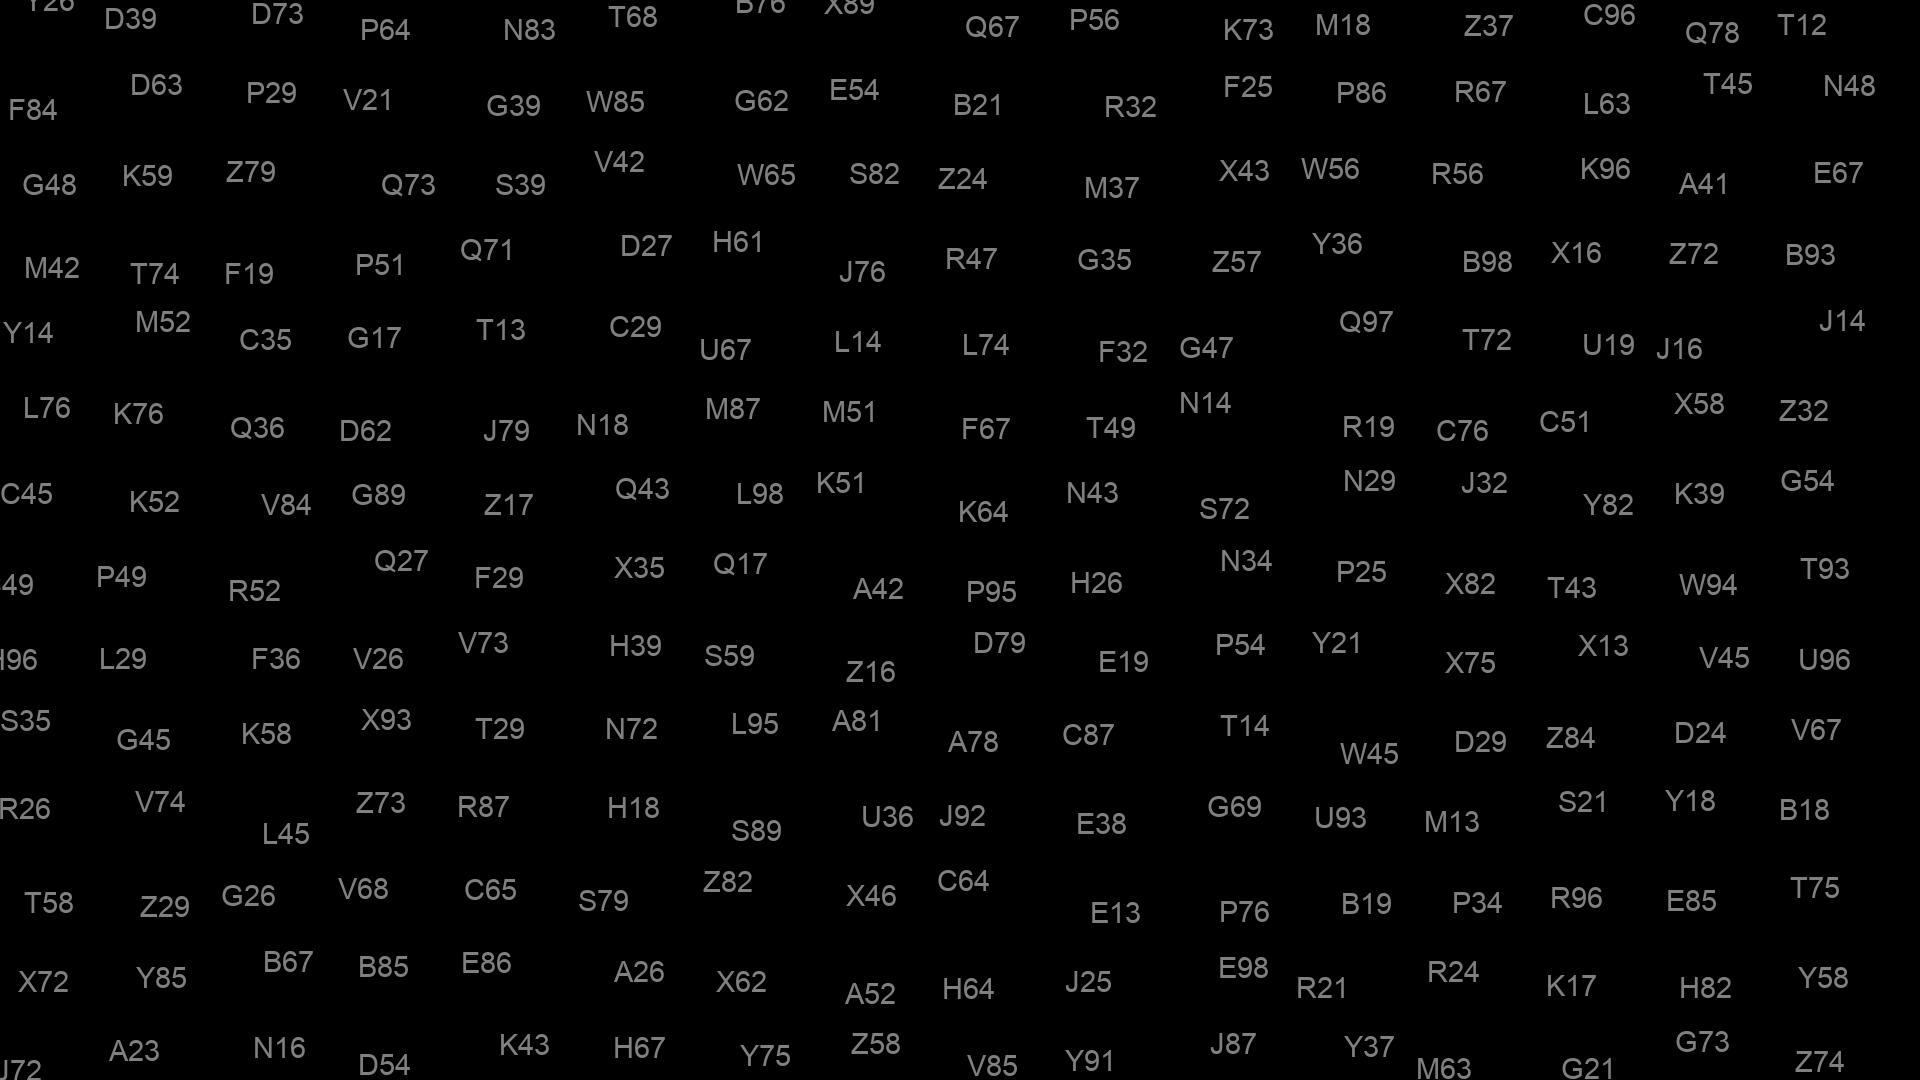 Y26 D39 D73 P64 N83 T68 B76 X89 Q67 P56 K73 M18 Z37 C96 Q78 T12
F84 D63 P29 V21 G39 W85 G62 E54 B21 R32 F25 P86 R67 L63 T45 N48
G48 K59 Z79 Q73 S39 V42 W65 S82 Z24 M37 X43 W56 R56 K96 A41 E67
M42 T74 F19 P51 Q71 D27 H61 J76 R47 G35 Z57 Y36 B98 X16 Z72 B93
Y14 M52 C35 G17 T13 C29 U67 L14 L74 F32 G47 Q97 T72 U19 J16 J14
L76 K76 Q36 D62 J79 N18 M87 M51 F67 T49 N14 R19 C76 C51 X58 Z32
C45 K52 V84 G89 Z17 Q43 L98 K51 K64 N43 S72 N29 J32 Y82 K39 G54
49 P49 R52 Q27 F29 X35 Q17 A42 P95 H26 N34 P25 X82 T43 W94 T93
H96 L29 F36 V26 V73 H39 S59 Z16 D79 E19 P54 Y21 X75 X13 V45 U96
S35 G45 K58 X93 T29 N72 L95 A81 A78 C87 T14 W45 D29 Z84 D24 V67
R26 V74 L45 Z73 R87 H18 S89 U36 J92 E38 G69 U93 M13 S21 Y18 B18
T58 Z29 G26 V68 C65 S79 Z82 X46 C64 E13 P76 B19 P34 R96 E85 T75
X72 Y85 B67 B85 E86 A26 X62 A52 H64 J25 E98 R21 R24 K17 H82 Y58
J72 A23 N16 D54 K43 H67 Y75 Z58 V85 Y91 J87 Y37 M63 G21 G73 Z74